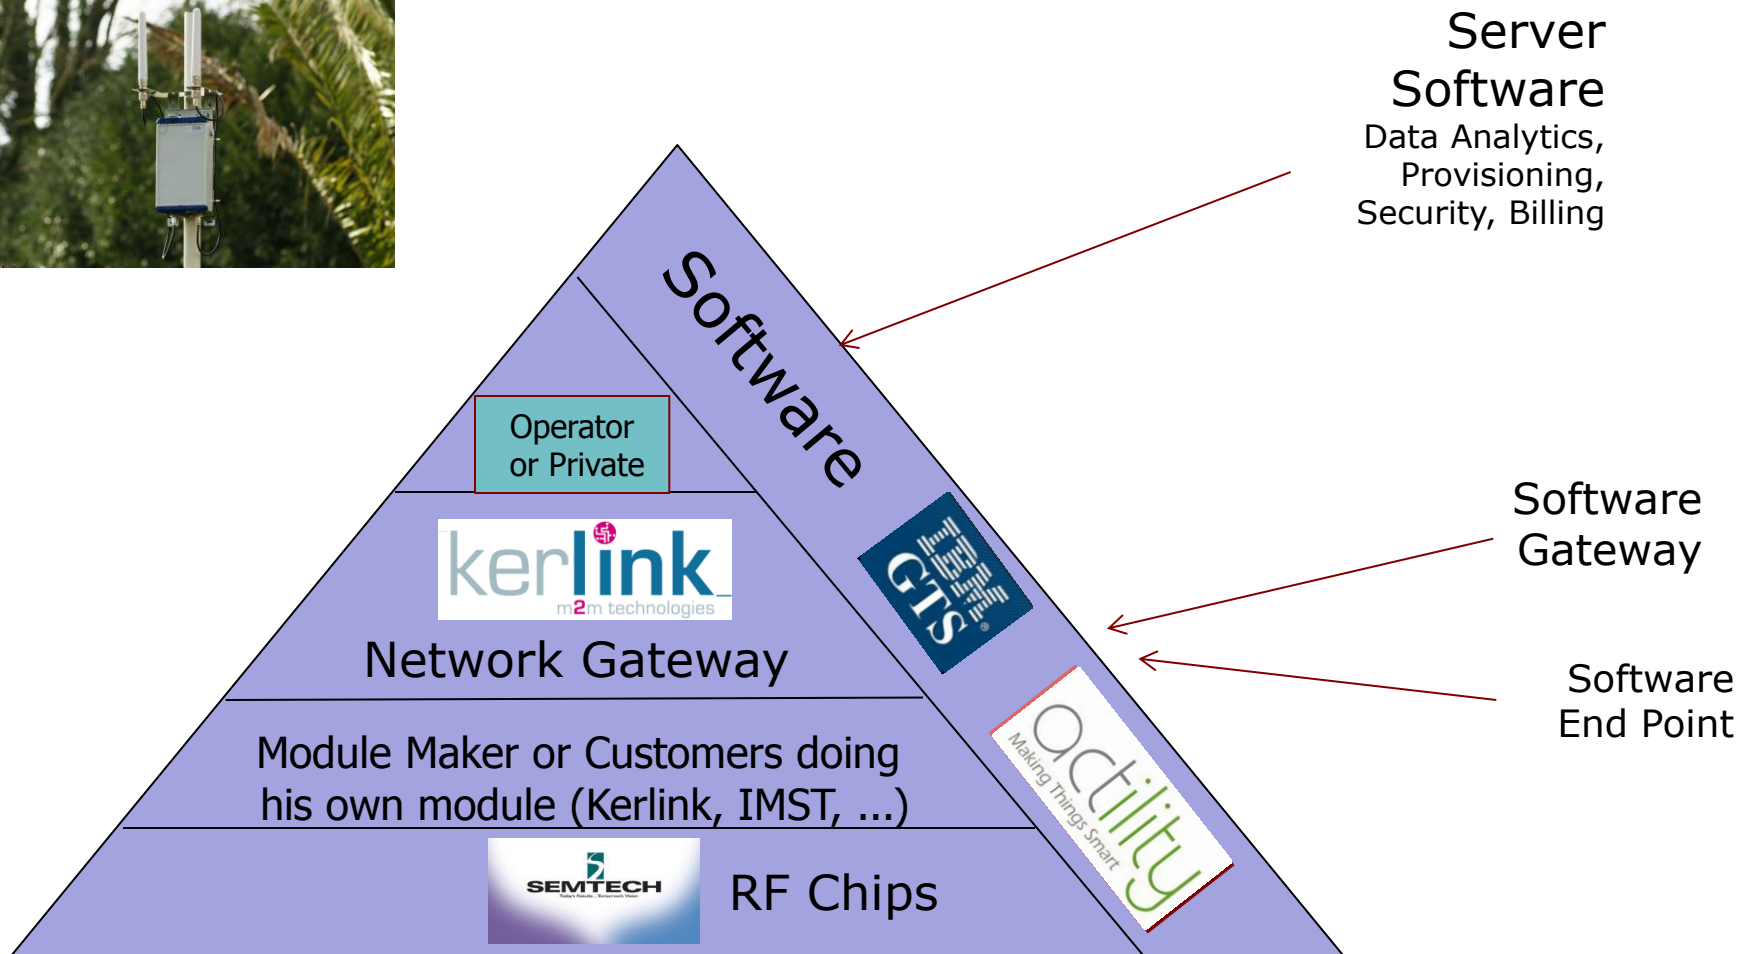 Server
Software
Data Analytics,
Provisioning,
Security, Billing
Software
Operator
or Private
kerlink
m2m technologies
Network Gateway
IBM
GTS
®
Software
Gateway
Software
End Point
actility
Making Things Smart
Module Maker or Customers doing
his own module (Kerlink, IMST, ...)
SEMTECH
RF Chips